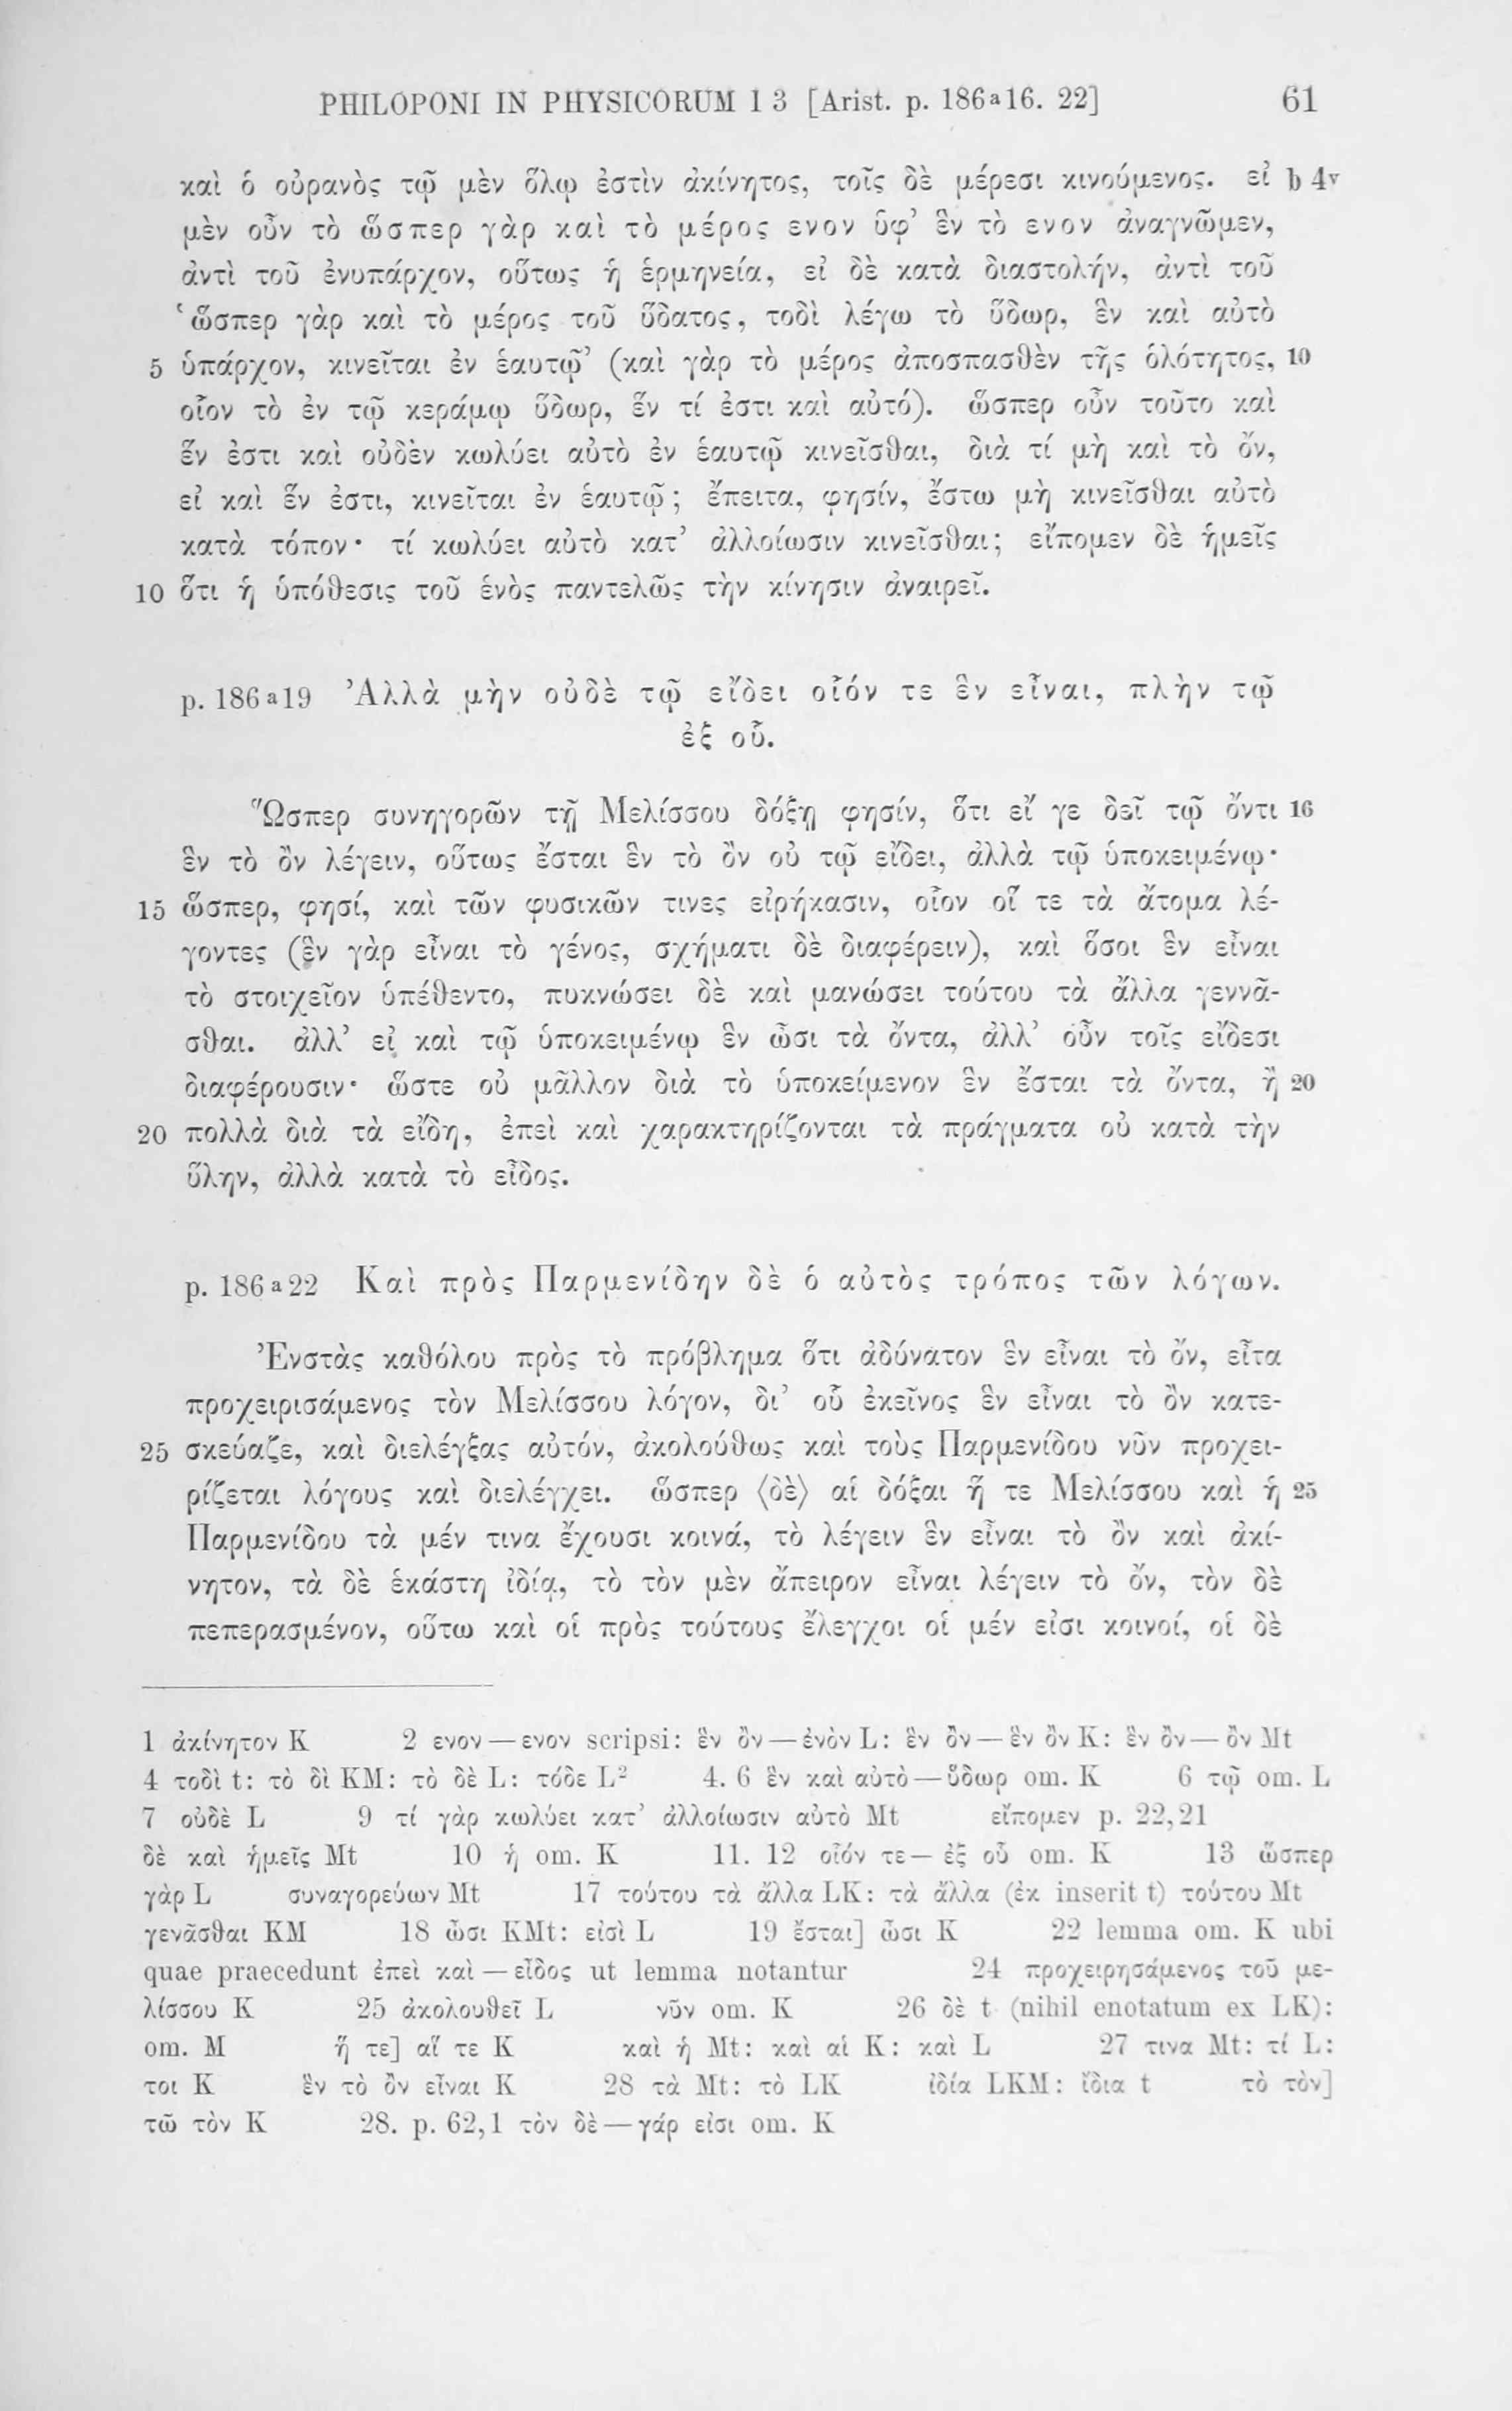 PHILOPONI IN PHYSICORUM I 3 [Arist. p. 186ᵃ16. 22] 61
καὶ ὁ οὐρανὸς τῷ μὲν ὅλῳ ἐστὶν ἀκίνητος, τοῖς δὲ μέρεσι κινούμενος. εἰ b 4ᵛ
μὲν οὖν τὸ ὥσπερ γὰρ καὶ τὸ μέρος ενον ὑφ’ ἓν τὸ ενον ἀναγνῶμεν,
ἀντὶ τοῦ ἐνυπάρχον, οὕτως ἡ ἑρμηνεία, εἰ δὲ κατὰ διαστολήν, ἀντὶ τοῦ
‘ὥσπερ γὰρ καὶ τὸ μέρος τοῦ ὕδατος, τοδὶ λέγω τὸ ὕδωρ, ἓν καὶ αὐτὸ
5 ὑπάρχον, κινεῖται ἐν ἑαυτῷ’ (καὶ γὰρ τὸ μέρος ἀποσπασθὲν τῆς ὁλότητος, 10
οἷον τὸ ἐν τῷ κεράμῳ ὕδωρ, ἕν τί ἐστι καὶ αὐτό). ὥσπερ οὖν τοῦτο καὶ
ἕν ἐστι καὶ οὐδὲν κωλύει αὐτὸ ἐν ἑαυτῷ κινεῖσθαι, διὰ τί μὴ καὶ τὸ ὄν,
εἰ καὶ ἕν ἐστι, κινεῖται ἐν ἑαυτῷ; ἔπειτα, φησίν, ἔστω μὴ κινεῖσθαι αὐτὸ
κατὰ τόπον· τί κωλύει αὐτὸ κατ’ ἀλλοίωσιν κινεῖσθαι; εἴπομεν δὲ ἡμεῖς
10 ὅτι ἡ ὑπόθεσις τοῦ ἑνὸς παντελῶς τὴν κίνησιν ἀναιρεῖ.
p. 186ᵃ19 Ἀλλὰ μὴν οὐδὲ τῷ εἴδει οἷόν τε ἓν εἶναι, πλὴν τῷ
ἐξ οὗ.
Ὥσπερ συνηγορῶν τῇ Μελίσσου δόξῃ φησίν, ὅτι εἴ γε δεῖ τῷ ὄντι 16
ἓν τὸ ὂν λέγειν, οὕτως ἔσται ἓν τὸ ὂν οὐ τῷ εἴδει, ἀλλὰ τῷ ὑποκειμένῳ·
15 ὥσπερ, φησί, καὶ τῶν φυσικῶν τινες εἰρήκασιν, οἷον οἵ τε τὰ ἄτομα λέ-
γοντες (ἓν γὰρ εἶναι τὸ γένος, σχήματι δὲ διαφέρειν), καὶ ὅσοι ἓν εἶναι
τὸ στοιχεῖον ὑπέθεντο, πυκνώσει δὲ καὶ μανώσει τούτου τὰ ἄλλα γεννᾶ-
σθαι. ἀλλ’ εἰ καὶ τῷ ὑποκειμένῳ ἓν ὦσι τὰ ὄντα, ἀλλ’ οὖν τοῖς εἴδεσι
διαφέρουσιν· ὥστε οὐ μᾶλλον διὰ τὸ ὑποκείμενον ἓν ἔσται τὰ ὄντα, ἢ 20
20 πολλὰ διὰ τὰ εἴδη, ἐπεὶ καὶ χαρακτηρίζονται τὰ πράγματα οὐ κατὰ τὴν
ὕλην, ἀλλὰ κατὰ τὸ εἶδος.
p. 186ᵃ22 Καὶ πρὸς Παρμενίδην δὲ ὁ αὐτὸς τρόπος τῶν λόγων.
Ἐνστὰς καθόλου πρὸς τὸ πρόβλημα ὅτι ἀδύνατον ἓν εἶναι τὸ ὄν, εἶτα
προχειρισάμενος τὸν Μελίσσου λόγον, δι’ οὗ ἐκεῖνος ἓν εἶναι τὸ ὂν κατε-
25 σκεύαζε, καὶ διελέγξας αὐτόν, ἀκολούθως καὶ τοὺς Παρμενίδου νῦν προχει-
ρίζεται λόγους καὶ διελέγχει. ὥσπερ ⟨δὲ⟩ αἱ δόξαι ἥ τε Μελίσσου καὶ ἡ 25
Παρμενίδου τὰ μέν τινα ἔχουσι κοινά, τὸ λέγειν ἓν εἶναι τὸ ὂν καὶ ἀκί-
νητον, τὰ δὲ ἑκάστη ἰδίᾳ, τὸ τὸν μὲν ἄπειρον εἶναι λέγειν τὸ ὄν, τὸν δὲ
πεπερασμένον, οὕτω καὶ οἱ πρὸς τούτους ἔλεγχοι οἱ μέν εἰσι κοινοί, οἱ δὲ
1 ἀκίνητον K 2 ενον — ενον scripsi: ἓν ὂν — ἐνὸν L: ἓν ὂν — ἓν ὂν K: ἓν ὂν — ὂν Mt
4 τοδὶ t: τὸ δὶ KM: τὸ δὲ L: τόδε L² 4. 6 ἓν καὶ αὐτὸ — ὕδωρ om. K 6 τῷ om. L
7 οὐδὲ L 9 τί γὰρ κωλύει κατ’ ἀλλοίωσιν αὐτὸ Mt εἴπομεν p. 22,21
δὲ καὶ ἡμεῖς Mt 10 ἡ om. K 11. 12 οἷόν τε — ἐξ οὗ om. K 13 ὥσπερ
γὰρ L συναγορεύων Mt 17 τούτου τὰ ἄλλα LK: τὰ ἄλλα (ἐκ inserit t) τούτου Mt
γενᾶσθαι KM 18 ὦσι KMt: εἰσὶ L 19 ἔσται] ὦσι K 22 lemma om. K ubi
quae praecedunt ἐπεὶ καὶ — εἶδος ut lemma notantur 24 προχειρησάμενος τοῦ με-
λίσσου K 25 ἀκολουθεῖ L νῦν om. K 26 δὲ t (nihil enotatum ex LK):
om. M ἥ τε] αἵ τε K καὶ ἡ Mt: καὶ αἱ K: καὶ L 27 τινα Mt: τί L:
τοι K ἓν τὸ ὂν εἶναι K 28 τὰ Mt: τὸ LK ἰδία LKM: ἴδια t τὸ τὸν]
τῶ τὸν K 28. p. 62,1 τὸν δὲ — γάρ εἰσι om. K